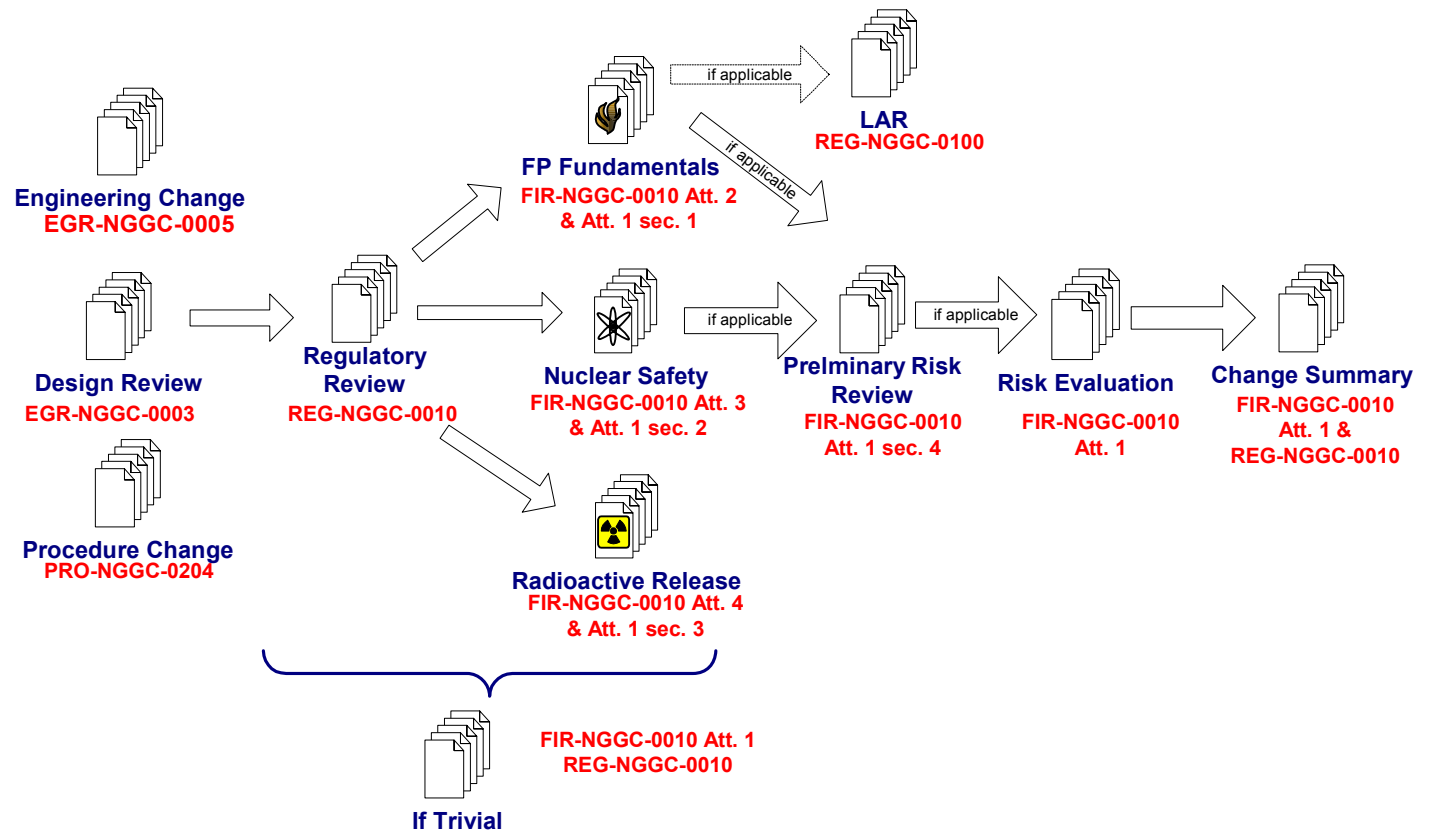 if applicable
LAR
REG-NGGC-0100
if applicable
FP Fundamentals
FIR-NGGC-0010 Att. 2
& Att. 1 sec. 1
Engineering Change
EGR-NGGC-0005
Design Review
EGR-NGGC-0003
Regulatory
Review
REG-NGGC-0010
Nuclear Safety
FIR-NGGC-0010 Att. 3
& Att. 1 sec. 2
if applicable
Prelminary Risk
Review
FIR-NGGC-0010
Att. 1 sec. 4
if applicable
Risk Evaluation
FIR-NGGC-0010
Att. 1
Change Summary
FIR-NGGC-0010
Att. 1 &
REG-NGGC-0010
Procedure Change
PRO-NGGC-0204
Radioactive Release
FIR-NGGC-0010 Att. 4
& Att. 1 sec. 3
FIR-NGGC-0010 Att. 1
REG-NGGC-0010
If Trivial